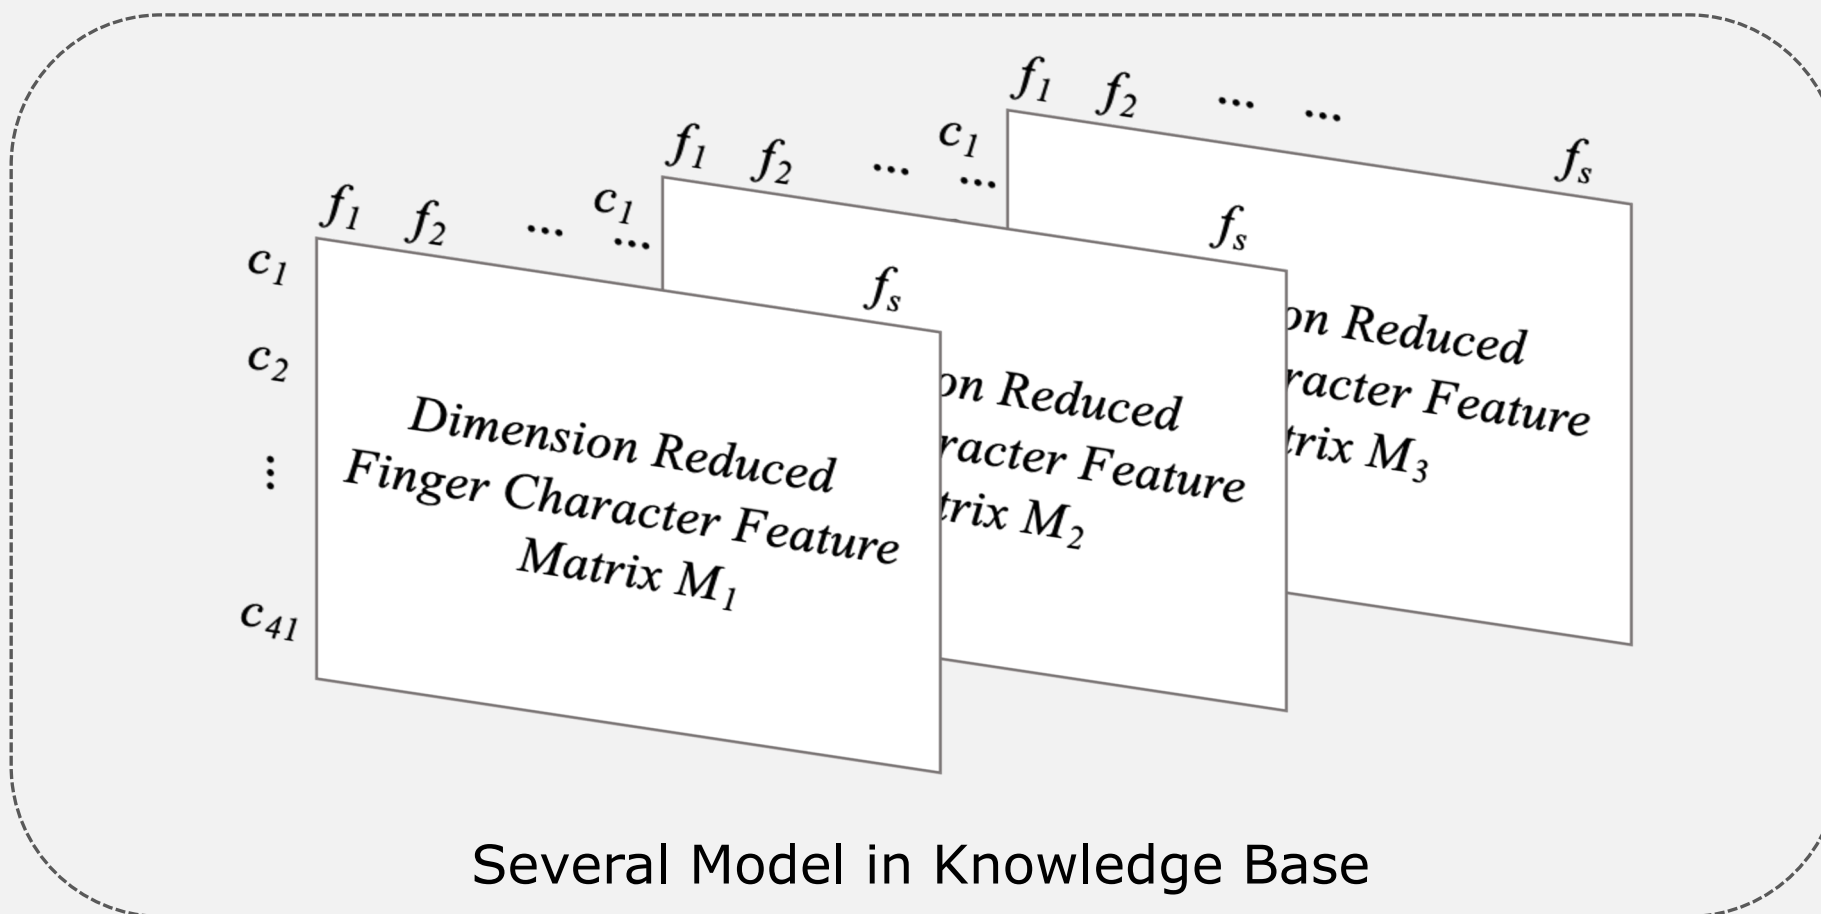 f1 f2 ... ... fs
c1
f1 f2 ... ... fs
c1
f1 f2 ... ... fs
c1
c2
⋮
c41
Dimension Reduced
Finger Character Feature
Matrix M1
on Reduced
racter Feature
trix M2
on Reduced
racter Feature
trix M3
Several Model in Knowledge Base